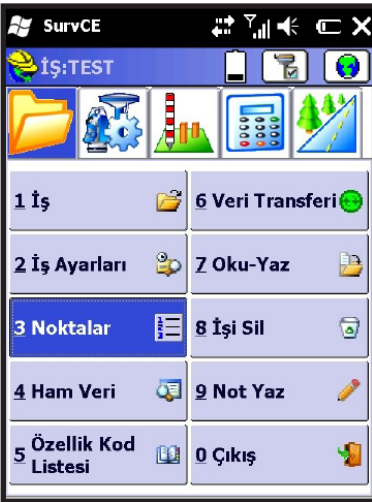 SurvCE
İŞ:TEST
1 İş
6 Veri Transferi
2 İş Ayarları
7 Oku-Yaz
3 Noktalar
8 İşi Sil
4 Ham Veri
9 Not Yaz
5 Özellik Kod
Listesi
0 Çıkış